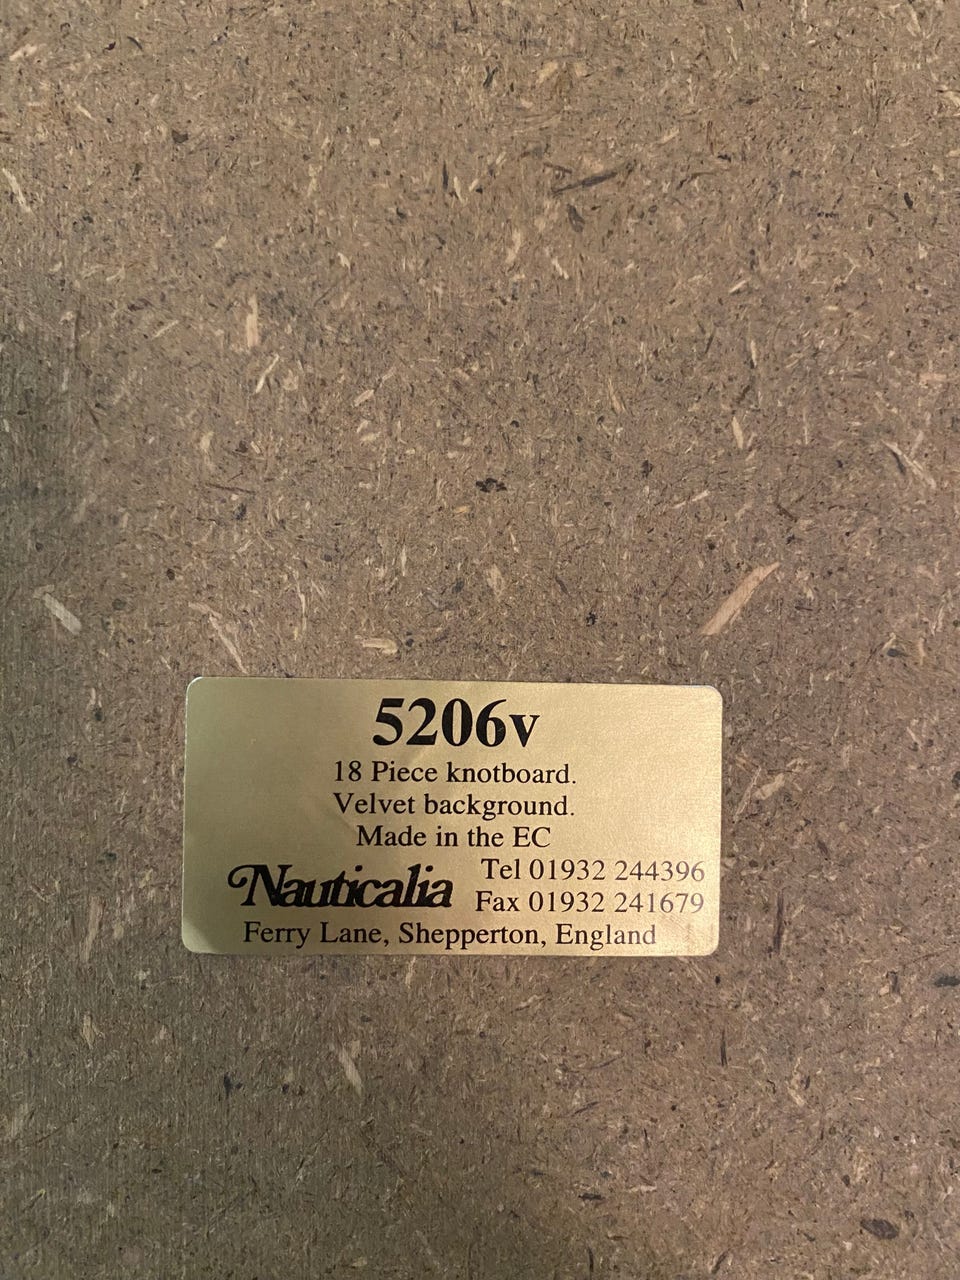 5206v
18 Piece knotboard.
Velvet background.
Made in the EC
Nauticalia
Tel 01932 244396
Fax 01932 241679
Ferry Lane, Shepperton, England